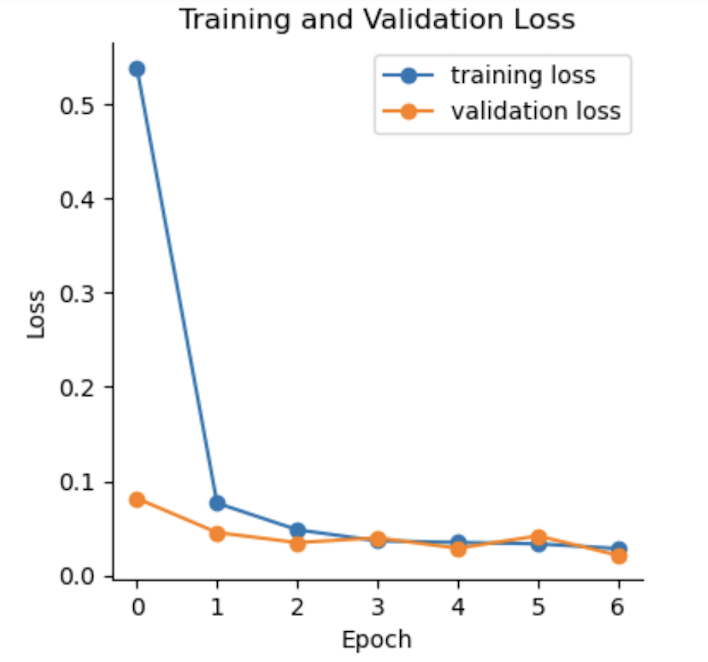 Training and Validation Loss
training loss
validation loss
0.5
0.4
0.3
0.2
0.1
0.0
Loss
0 1 2 3 4 5 6
Epoch